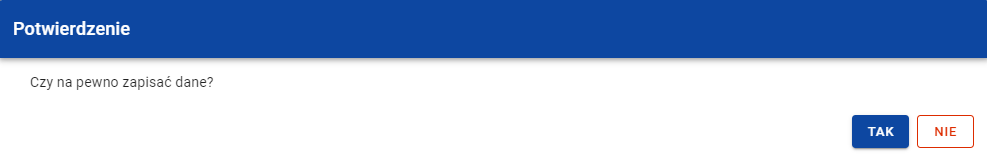 Potwierdzenie
Czy na pewno zapisać dane?
TAK NIE